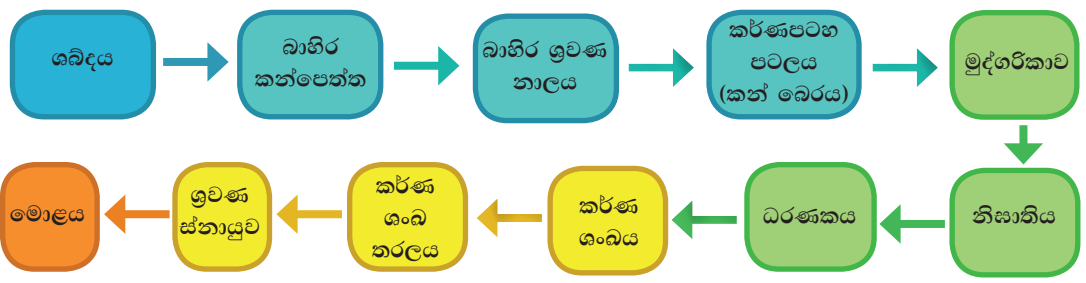 ශබ්දය
බාහිර
කන්පෙත්ත
බාහිර ශ්‍රවණ
නාලය
කර්ණපටහ
පටලය
(කන් බෙරය)
මුද්ගරිකාව
නිඝාතිය
ධරණකය
කර්ණ
ශංඛය
කර්ණ
ශංඛ
තරලය
ශ්‍රවණ
ස්නායුව
මොළය